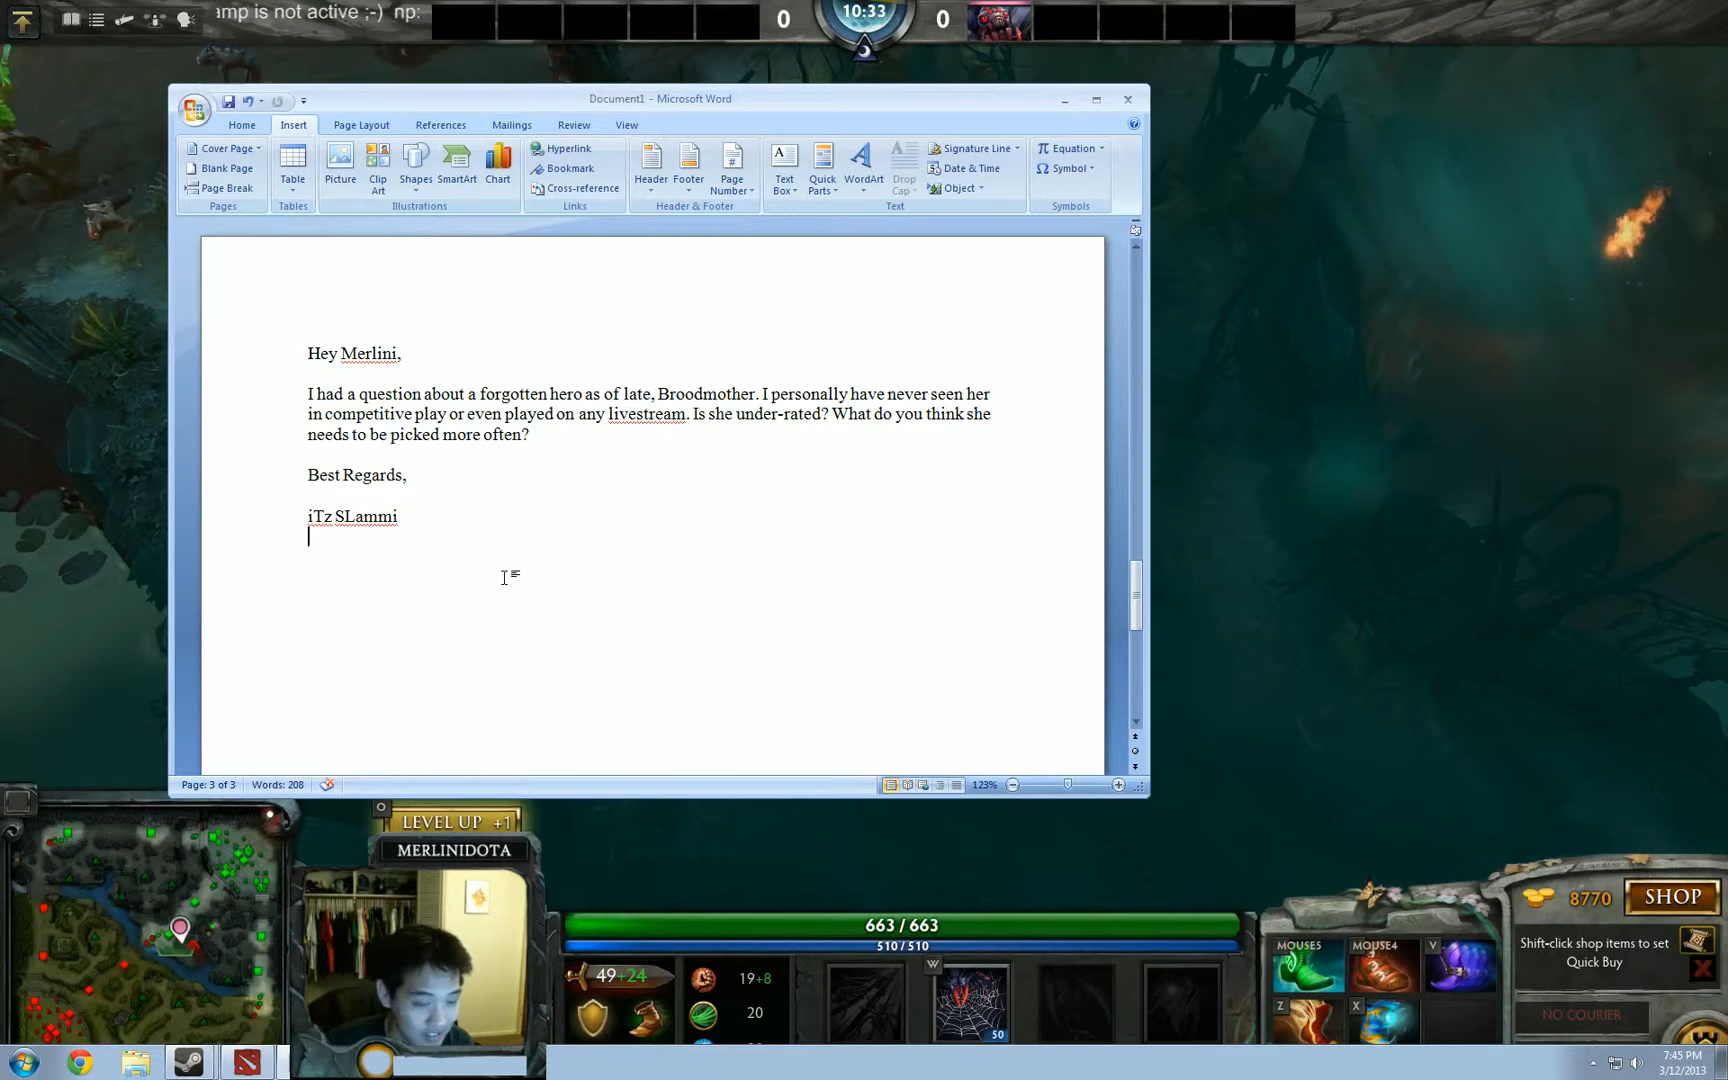 amp is not active ;-) np:
0
10:33
0
Document1 - Microsoft Word
Home Insert Page Layout References Mailings Review View
Cover Page
Blank Page
Page Break
Pages
Table
Tables
Picture
Clip Art
Shapes
SmartArt
Chart
Illustrations
Hyperlink
Bookmark
Cross-reference
Links
Header
Footer
Page Number
Header & Footer
A
Text Box
Quick Parts
WordArt
Drop Cap
Signature Line
Date & Time
Object
Text
π Equation
Ω Symbol
Symbols
Hey Merlini,
I had a question about a forgotten hero as of late, Broodmother. I personally have never seen her
in competitive play or even played on any livestream. Is she under-rated? What do you think she
needs to be picked more often?
Best Regards,
iTz SLammi
Page: 3 of 3 Words: 208
123%
O
LEVEL UP +1
MERLINIDOTA
663 / 663
510 / 510
49+24
19+8
20
W
50
MOUSE5
MOUSE4
V
Z
X
8770
SHOP
Shift-click shop items to set
Quick Buy
NO COURIER
7:45 PM
3/12/2013